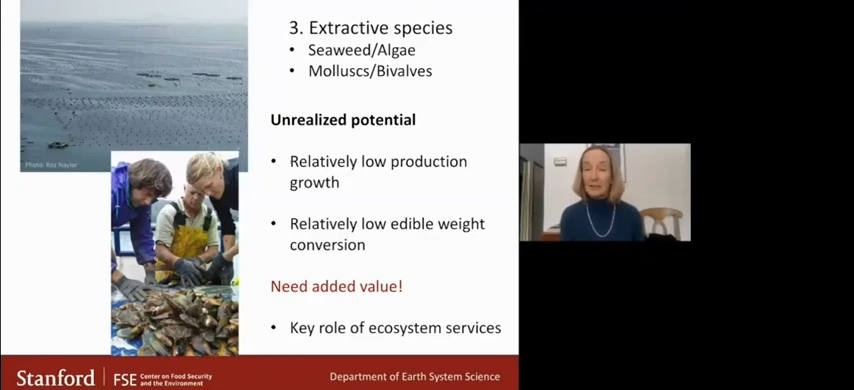 3. Extractive species
• Seaweed/Algae
• Molluscs/Bivalves
Unrealized potential
• Relatively low production
growth
• Relatively low edible weight
conversion
Need added value!
• Key role of ecosystem services
Photo: Roz Naylor
Stanford
FSE
Center on Food Security
and the Environment
Department of Earth System Science